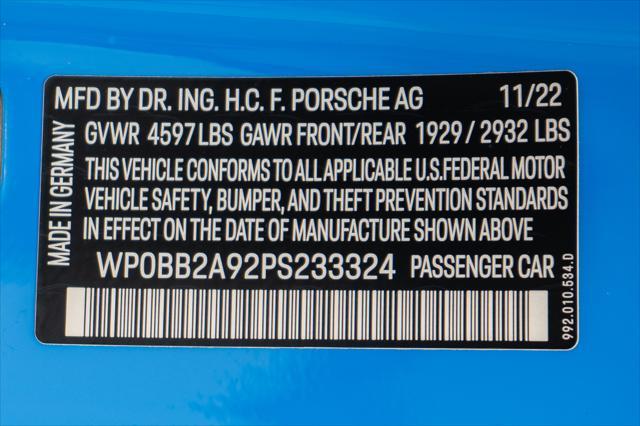 MFD BY DR. ING. H.C. F. PORSCHE AG 11/22
GVWR 4597 LBS GAWR FRONT/REAR 1929 / 2932 LBS
THIS VEHICLE CONFORMS TO ALL APPLICABLE U.S.FEDERAL MOTOR
VEHICLE SAFETY, BUMPER, AND THEFT PREVENTION STANDARDS
IN EFFECT ON THE DATE OF MANUFACTURE SHOWN ABOVE
WP0BB2A92PS233324 PASSENGER CAR
MADE IN GERMANY
992.010.534.D